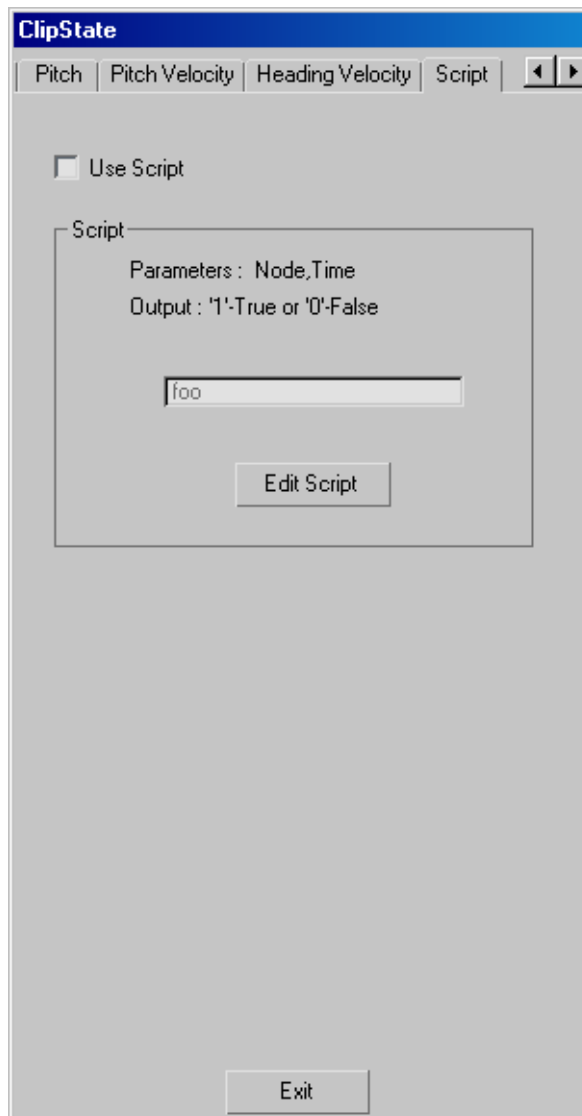 ClipState
Pitch Pitch Velocity Heading Velocity Script
Use Script
Script
Parameters : Node,Time
Output : '1'-True or '0'-False
foo
Edit Script
Exit